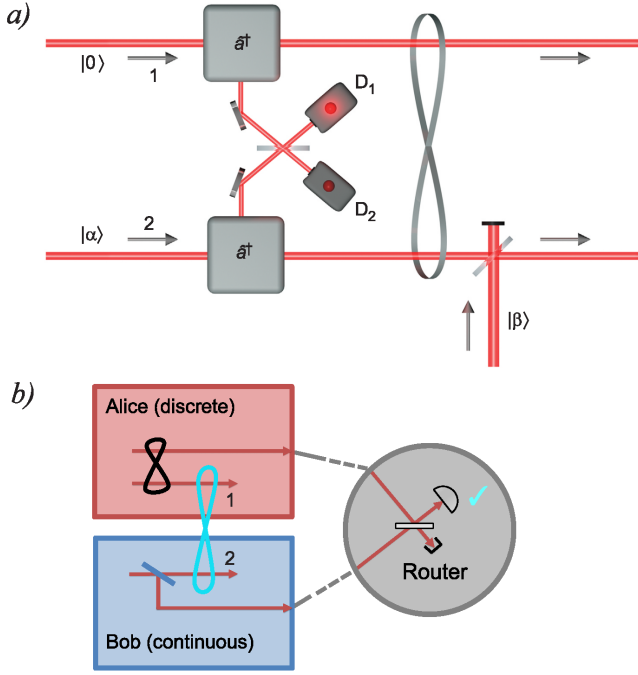 a)
â†
|0⟩
1
D₁
D₂
2
|α⟩
â†
|β⟩
b)
Alice (discrete)
1
✓
Router
2
Bob (continuous)